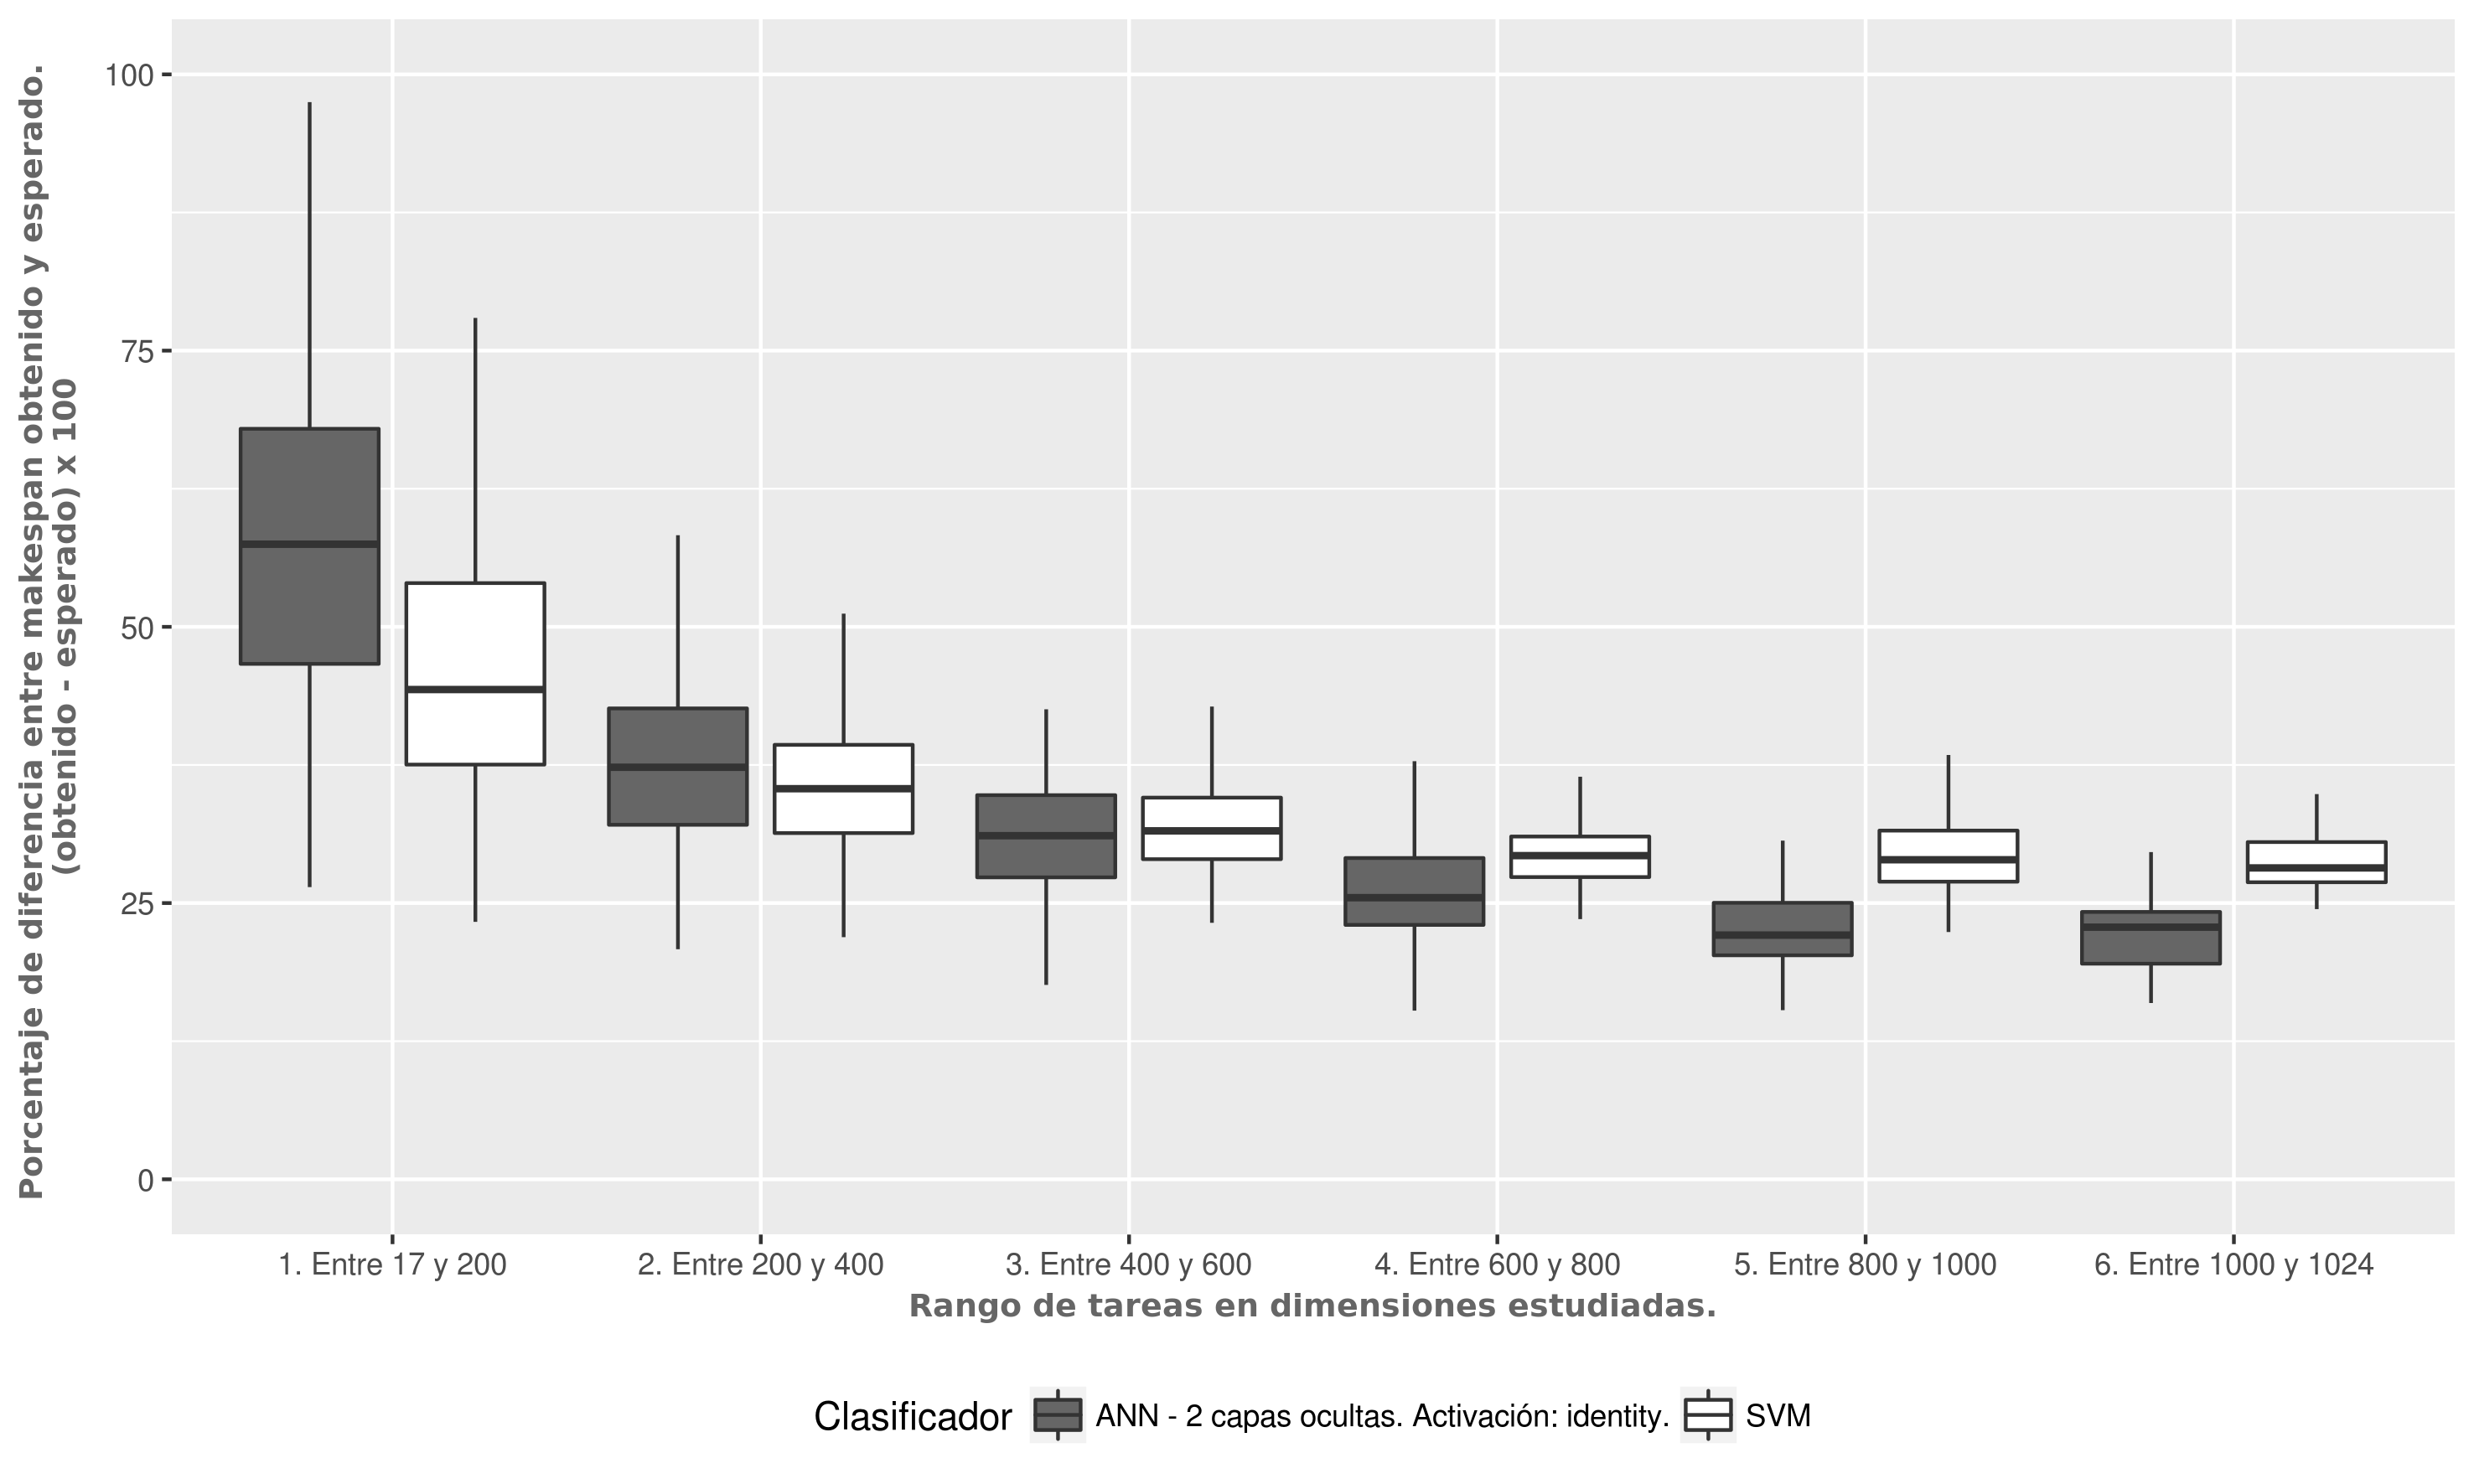 Porcentaje de diferencia entre makespan obtenido y esperado.
(obtenido - esperado) x 100
100
75
50
25
0
1. Entre 17 y 200
2. Entre 200 y 400
3. Entre 400 y 600
4. Entre 600 y 800
5. Entre 800 y 1000
6. Entre 1000 y 1024
Rango de tareas en dimensiones estudiadas.
Clasificador
ANN - 2 capas ocultas. Activación: identity.
SVM